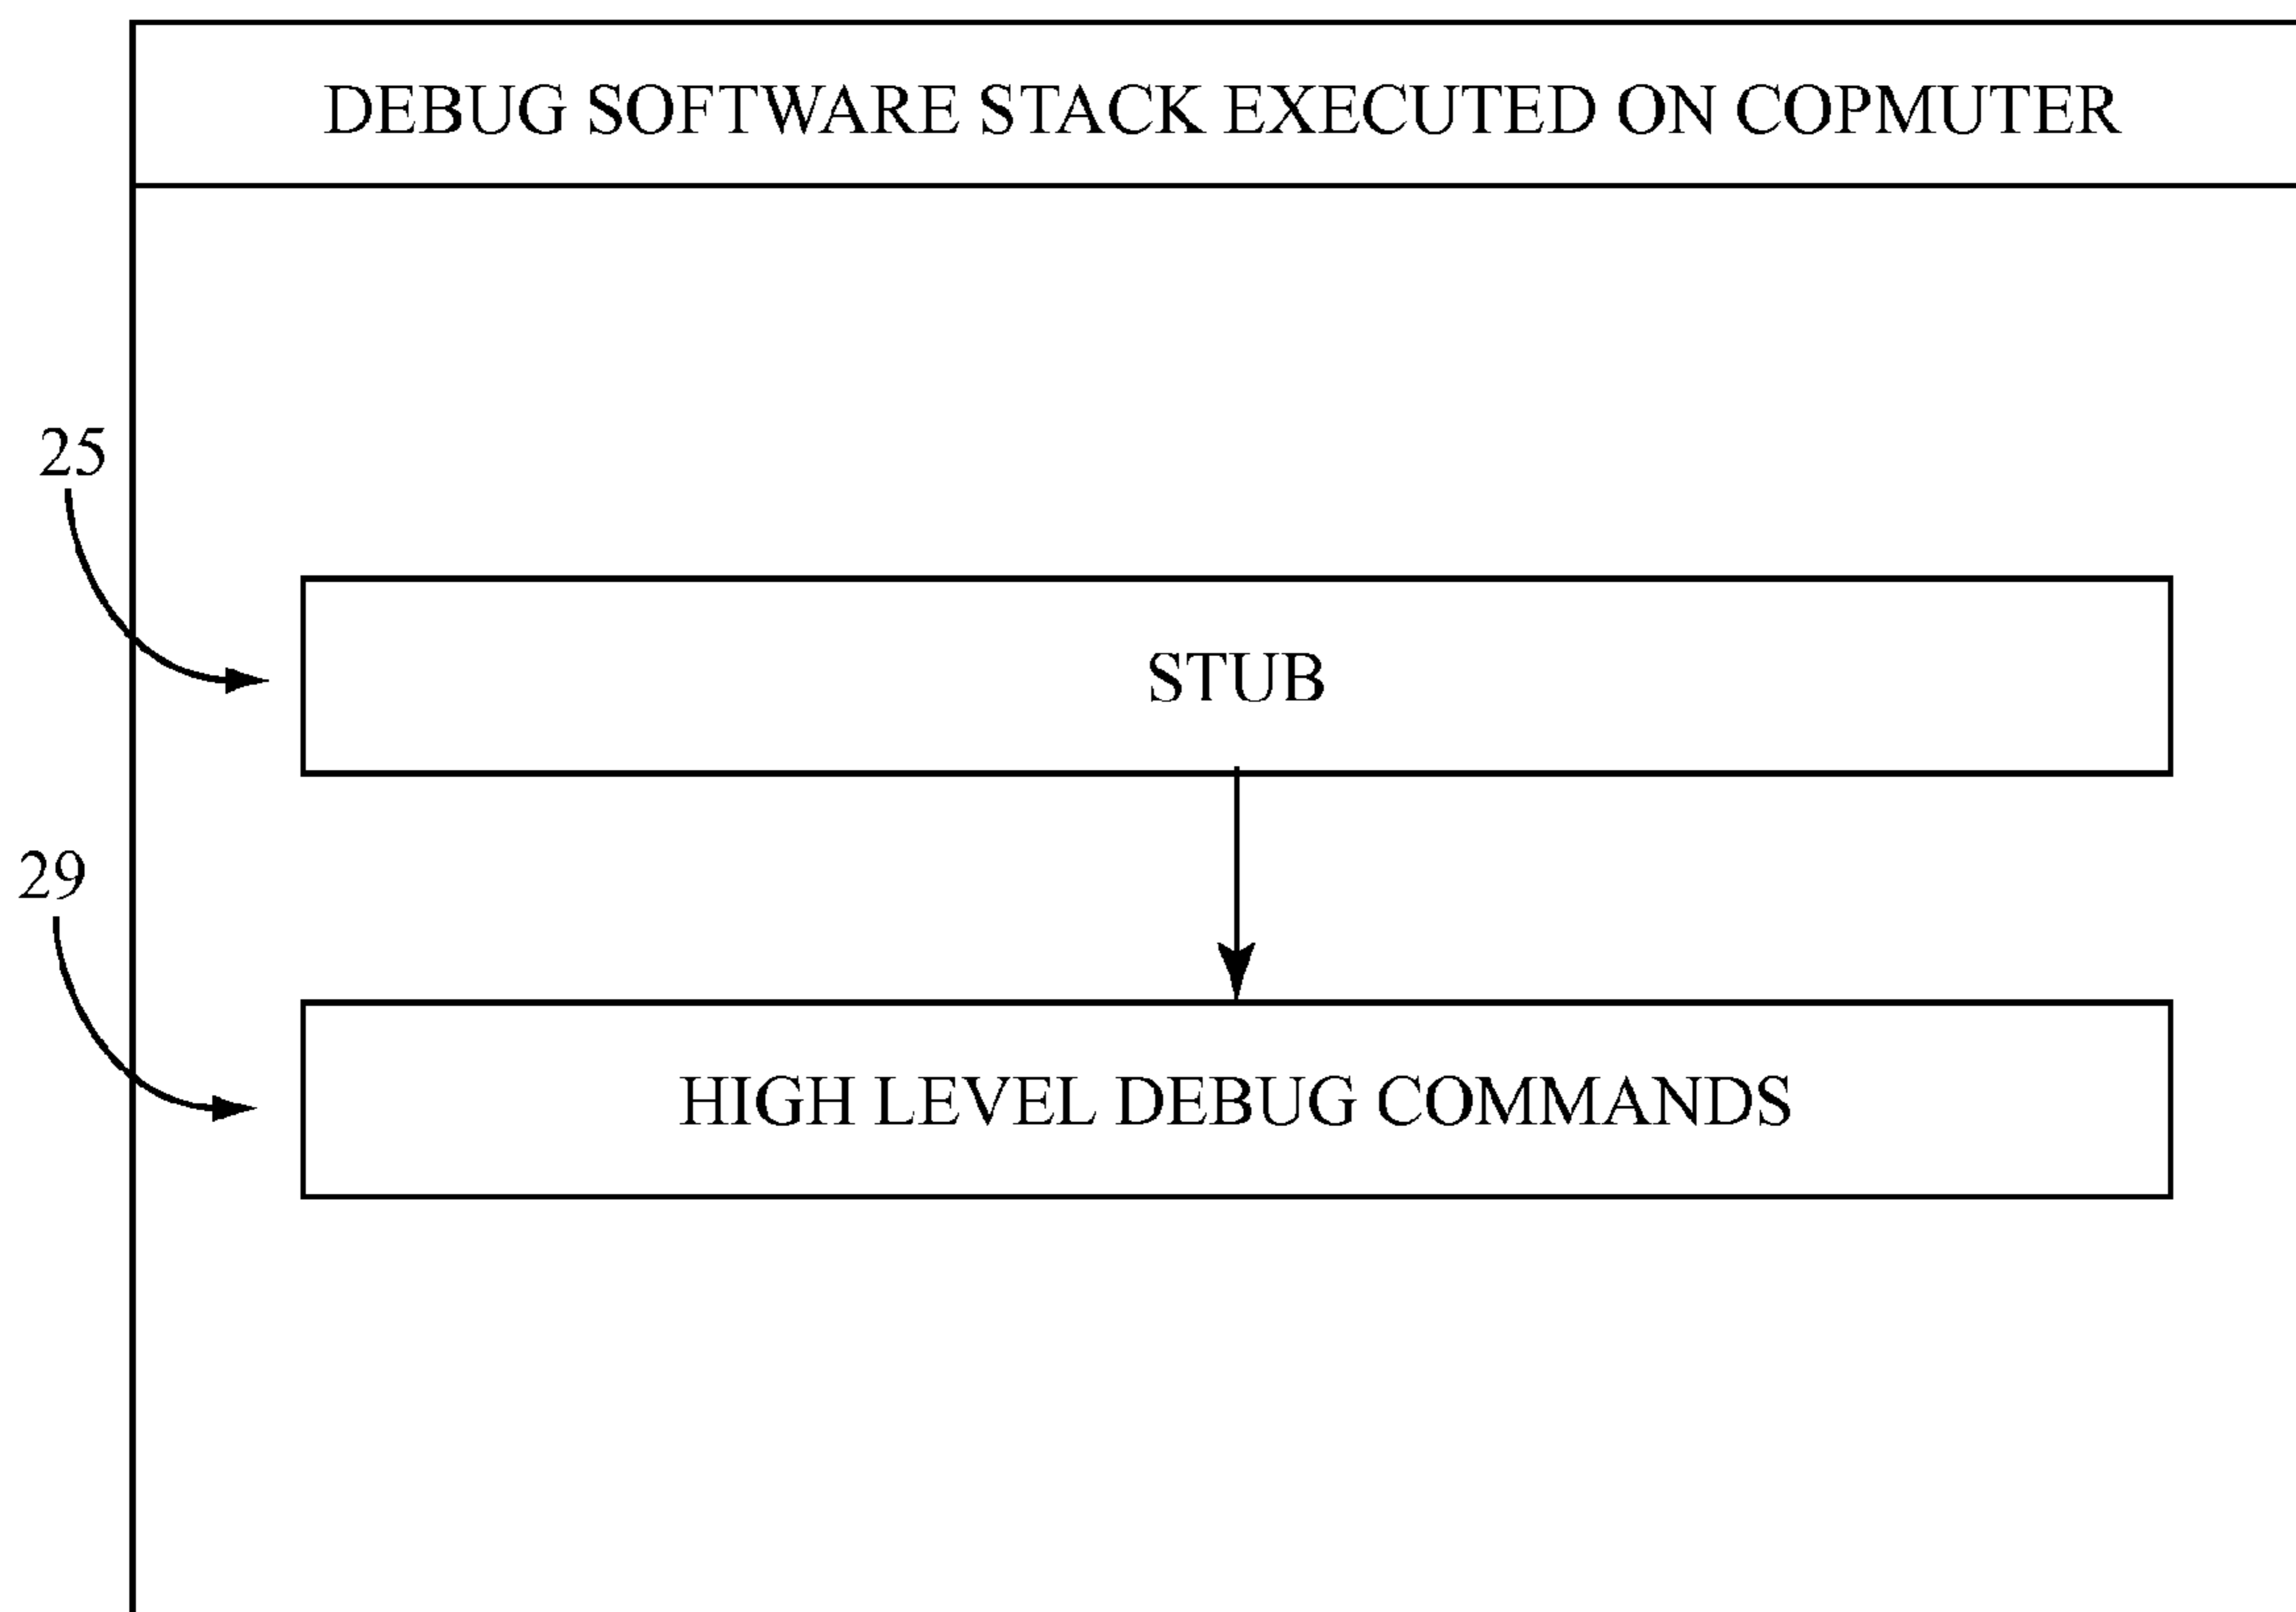 DEBUG SOFTWARE STACK EXECUTED ON COPMUTER
25
STUB
29
HIGH LEVEL DEBUG COMMANDS